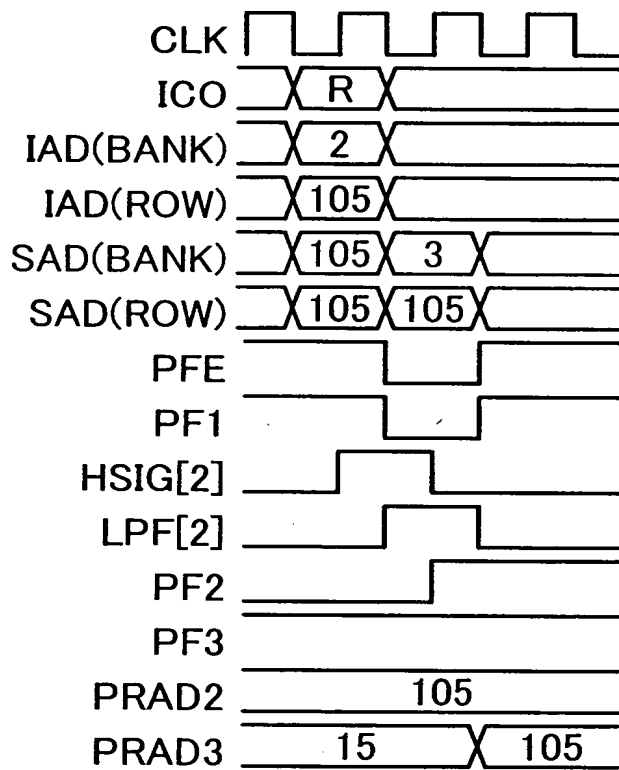 CLK
ICO R
IAD(BANK) 2
IAD(ROW) 105
SAD(BANK) 105 3
SAD(ROW) 105 105
PFE
PF1
HSIG[2]
LPF[2]
PF2
PF3
PRAD2 105
PRAD3 15 105